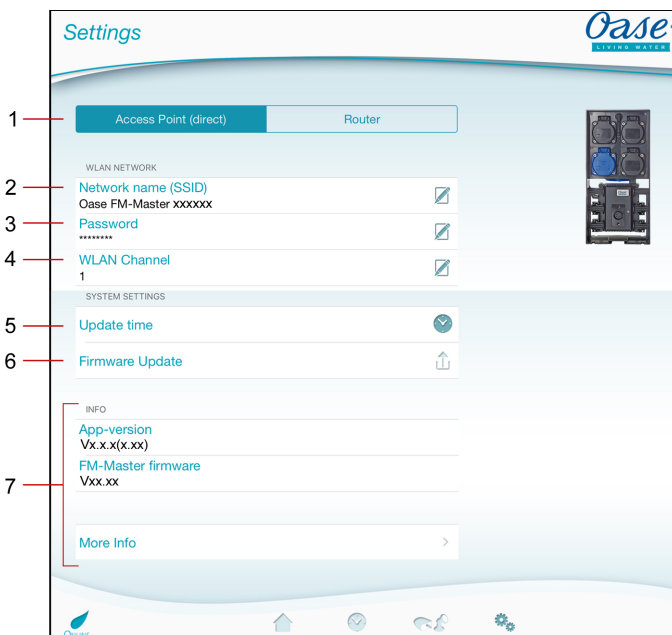 Settings
Oase
LIVING WATER
1
Access Point (direct)
Router
WLAN NETWORK
2
Network name (SSID)
Oase FM-Master xxxxxx
3
Password
********
4
WLAN Channel
1
SYSTEM SETTINGS
5
Update time
6
Firmware Update
INFO
7
App-version
Vx.x.x(x.xx)
FM-Master firmware
Vxx.xx
More Info
ONLINE